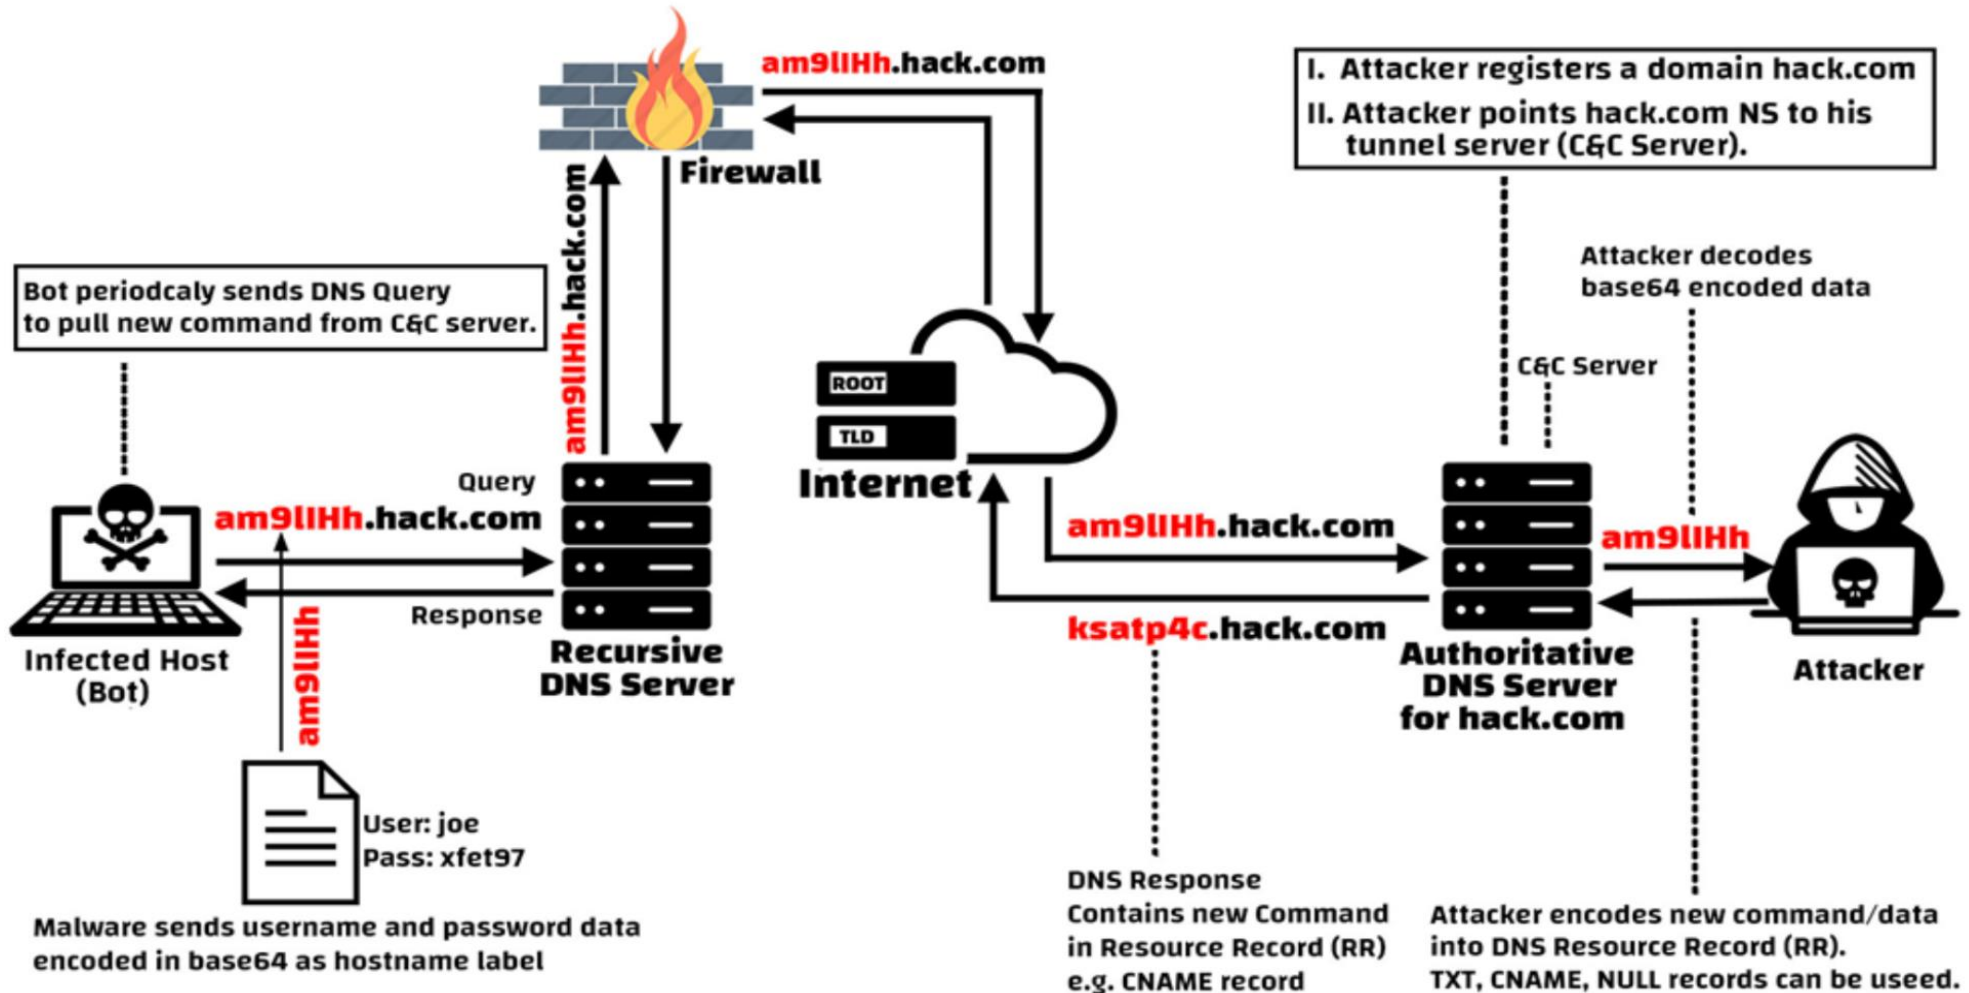 am9lIHh.hack.com
I. Attacker registers a domain hack.com
II. Attacker points hack.com NS to his
tunnel server (C&C Server).
Firewall
am9lIHh.hack.com
Bot periodcaly sends DNS Query
to pull new command from C&C server.
Attacker decodes
base64 encoded data
C&C Server
ROOT
TLD
Internet
Query
am9lIHh.hack.com
Response
am9lIHh
Infected Host
(Bot)
Recursive
DNS Server
am9lIHh.hack.com
ksatp4c.hack.com
am9lIHh
Authoritative
DNS Server
for hack.com
Attacker
User: joe
Pass: xfet97
Malware sends username and password data
encoded in base64 as hostname label
DNS Response
Contains new Command
in Resource Record (RR)
e.g. CNAME record
Attacker encodes new command/data
into DNS Resource Record (RR).
TXT, CNAME, NULL records can be useed.